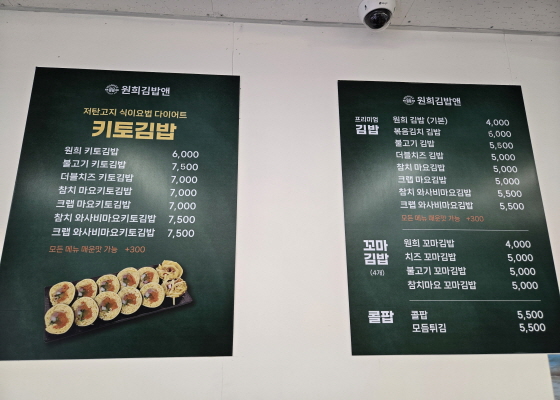 원희김밥앤
저탄고지 식이요법 다이어트
키토김밥
원희 키토김밥 6,000
불고기 키토김밥 7,500
더블치즈 키토김밥 7,000
참치 마요키토김밥 7,000
크랩 마요키토김밥 7,000
참치 와사비마요키토김밥 7,500
크랩 와사비마요키토김밥 7,500
모든 메뉴 매운맛 가능 +300
원희김밥앤
프리미엄
김밥
원희 김밥 (기본) 4,000
볶음김치 김밥 5,000
불고기 김밥 5,500
더블치즈 김밥 5,000
참치 마요김밥 5,000
크랩 마요김밥 5,000
참치 와사비마요김밥 5,500
크랩 와사비마요김밥 5,500
모든 메뉴 매운맛 가능 +300
꼬마
김밥
(4개)
원희 꼬마김밥 4,000
치즈 꼬마김밥 5,000
불고기 꼬마김밥 5,000
참치마요 꼬마김밥 5,000
콜팝
콜팝 5,500
모듬튀김 5,500